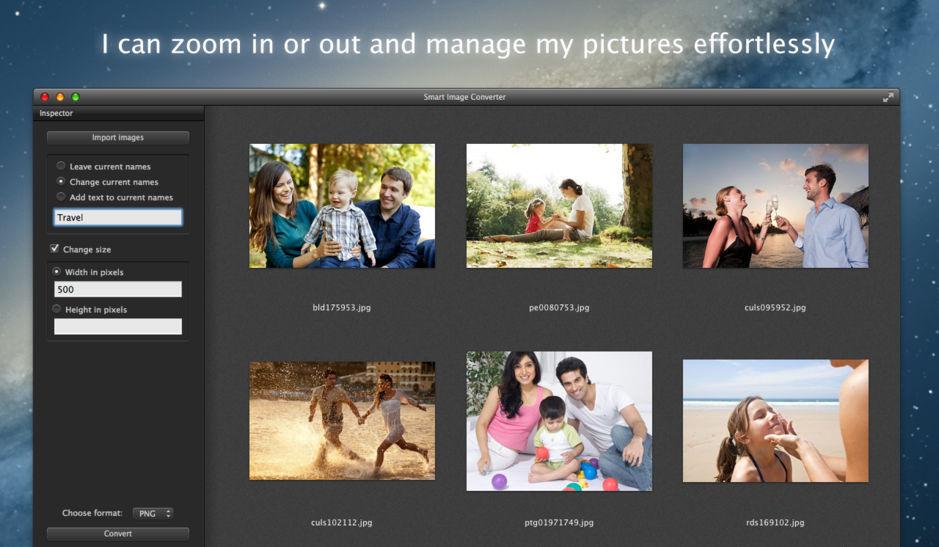 I can zoom in or out and manage my pictures effortlessly
Smart Image Converter
Inspector
Import images
Leave current names
Change current names
Add text to current names
Travel
Change size
Width in pixels
500
Height in pixels
Choose format: PNG
Convert
bld175953.jpg
pe0080753.jpg
culs095952.jpg
culs102112.jpg
ptg01971749.jpg
rds169102.jpg